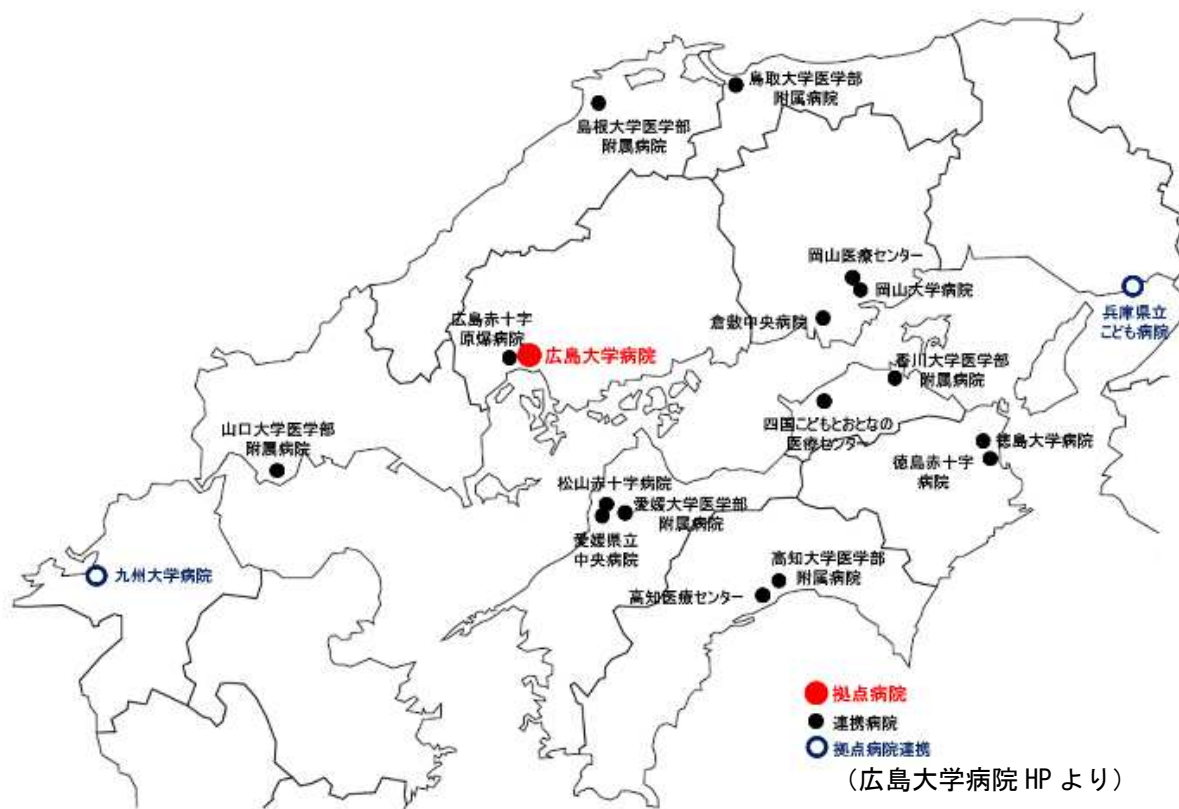 鳥取大学医学部
附属病院
島根大学医学部
附属病院
岡山医療センター
岡山大学病院
倉敷中央病院
兵庫県立
こども病院
広島赤十字
原爆病院
広島大学病院
香川大学医学部
附属病院
四国こどもとおとなの
医療センター
徳島大学病院
徳島赤十字
病院
山口大学医学部
附属病院
松山赤十字病院
愛媛大学医学部
附属病院
愛媛県立
中央病院
九州大学病院
高知大学医学部
附属病院
高知医療センター
拠点病院
連携病院
拠点病院連携
（広島大学病院 HP より）